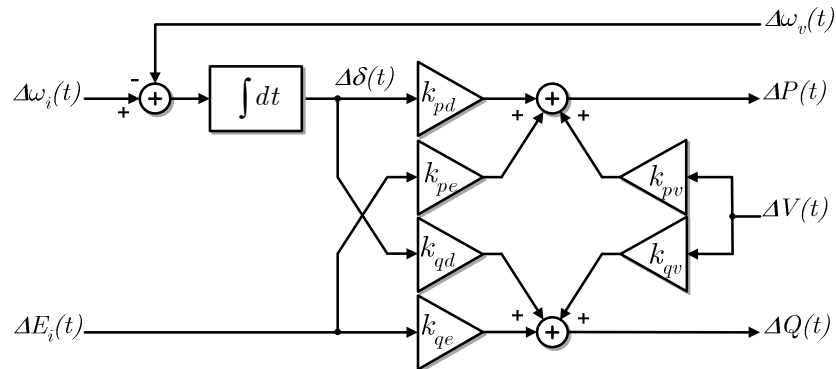 Δω_v(t)
-
Δω_i(t)
+
+
∫dt
Δδ(t)
k_pd
+
+
+
ΔP(t)
k_pe
k_pv
ΔV(t)
k_qd
k_qv
ΔE_i(t)
k_qe
+
+
+
ΔQ(t)